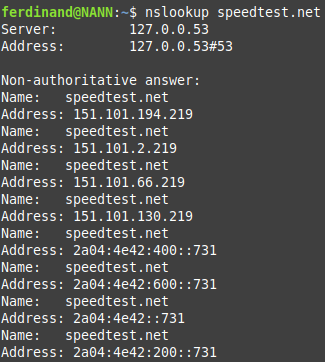 ferdinand@NANN:~$ nslookup speedtest.net
Server: 127.0.0.53
Address: 127.0.0.53#53
Non-authoritative answer:
Name: speedtest.net
Address: 151.101.194.219
Name: speedtest.net
Address: 151.101.2.219
Name: speedtest.net
Address: 151.101.66.219
Name: speedtest.net
Address: 151.101.130.219
Name: speedtest.net
Address: 2a04:4e42:400::731
Name: speedtest.net
Address: 2a04:4e42:600::731
Name: speedtest.net
Address: 2a04:4e42::731
Name: speedtest.net
Address: 2a04:4e42:200::731